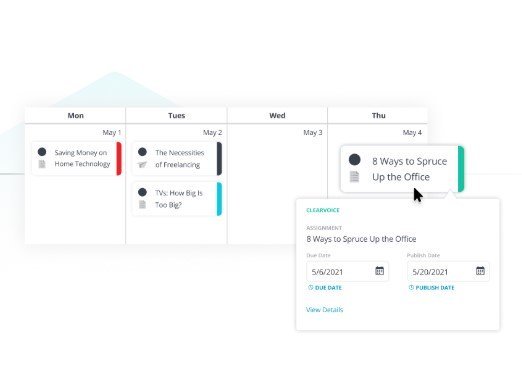 Mon Tues Wed Thu
May 1 May 2 May 3 May 4
Saving Money on
Home Technology
The Necessities
of Freelancing
TVs: How Big Is
Too Big?
8 Ways to Spruce
Up the Office
CLEARVOICE
ASSIGNMENT
8 Ways to Spruce Up the Office
Due Date Publish Date
5/6/2021 5/20/2021
DUE DATE PUBLISH DATE
View Details